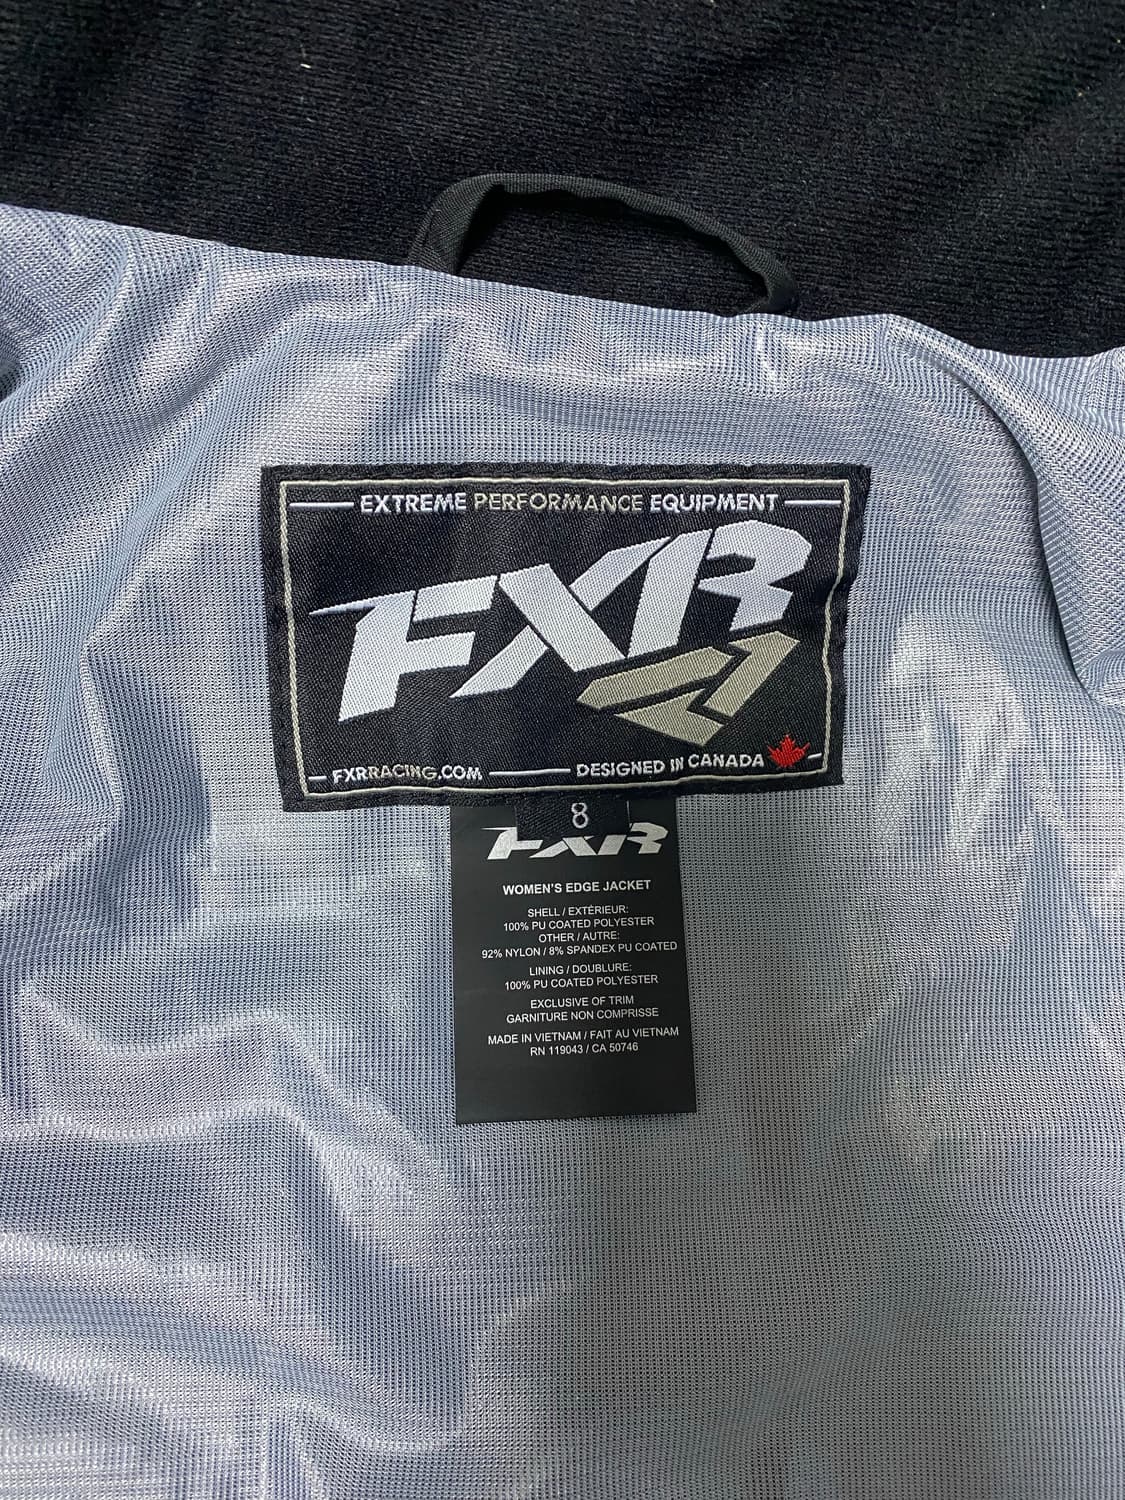 EXTREME PERFORMANCE EQUIPMENT
FXR
FXRRACING.COM
DESIGNED IN CANADA
8
FXR
WOMEN'S EDGE JACKET
SHELL / EXTÉRIEUR:
100% PU COATED POLYESTER
OTHER / AUTRE:
92% NYLON / 8% SPANDEX PU COATED
LINING / DOUBLURE:
100% PU COATED POLYESTER
EXCLUSIVE OF TRIM
GARNITURE NON COMPRISSE
MADE IN VIETNAM / FAIT AU VIETNAM
RN 119043 / CA 50746